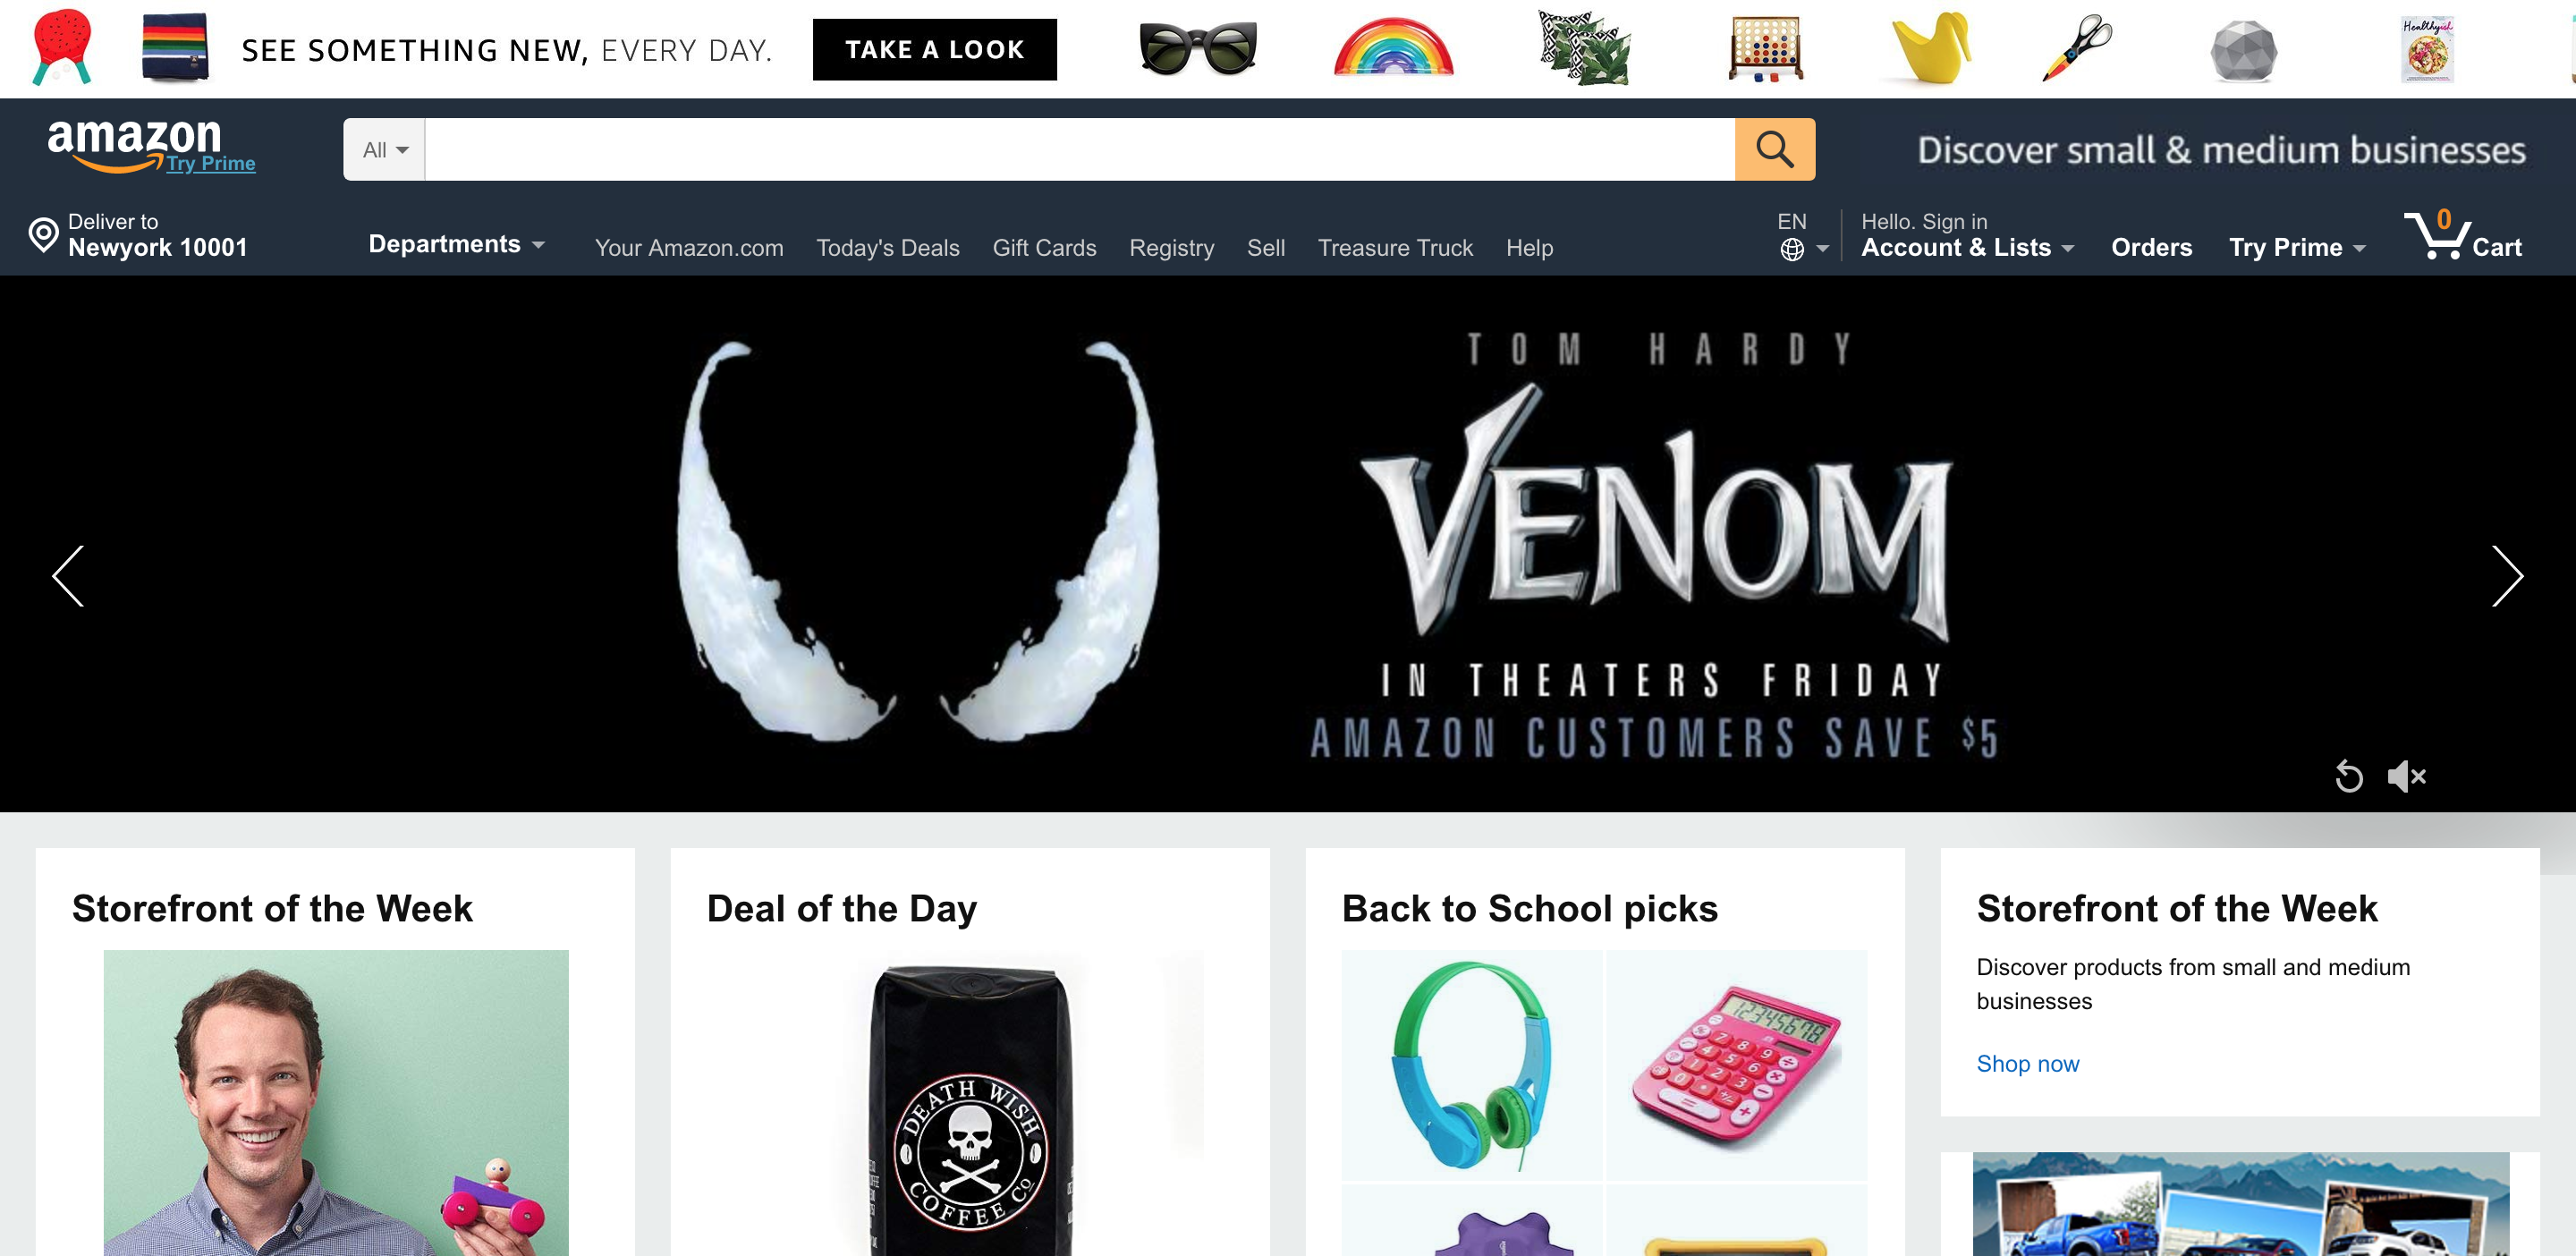 SEE SOMETHING NEW, EVERY DAY.
TAKE A LOOK
Healthyish
amazon
Try Prime
All
Discover small & medium businesses
Deliver to
Newyork 10001
Departments
Your Amazon.com
Today's Deals
Gift Cards
Registry
Sell
Treasure Truck
Help
EN
Hello. Sign in
Account & Lists
Orders
Try Prime
0
Cart
TOM HARDY
VENOM
IN THEATERS FRIDAY
AMAZON CUSTOMERS SAVE $5
Storefront of the Week
Deal of the Day
DEATH WISH
COFFEE Co
Back to School picks
12345678
Storefront of the Week
Discover products from small and medium
businesses
Shop now